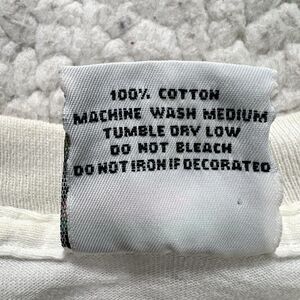 100% COTTON
MACHINE WASH MEDIUM
TUMBLE DRY LOW
DO NOT BLEACH
DO NOT IRON IF DECORATED